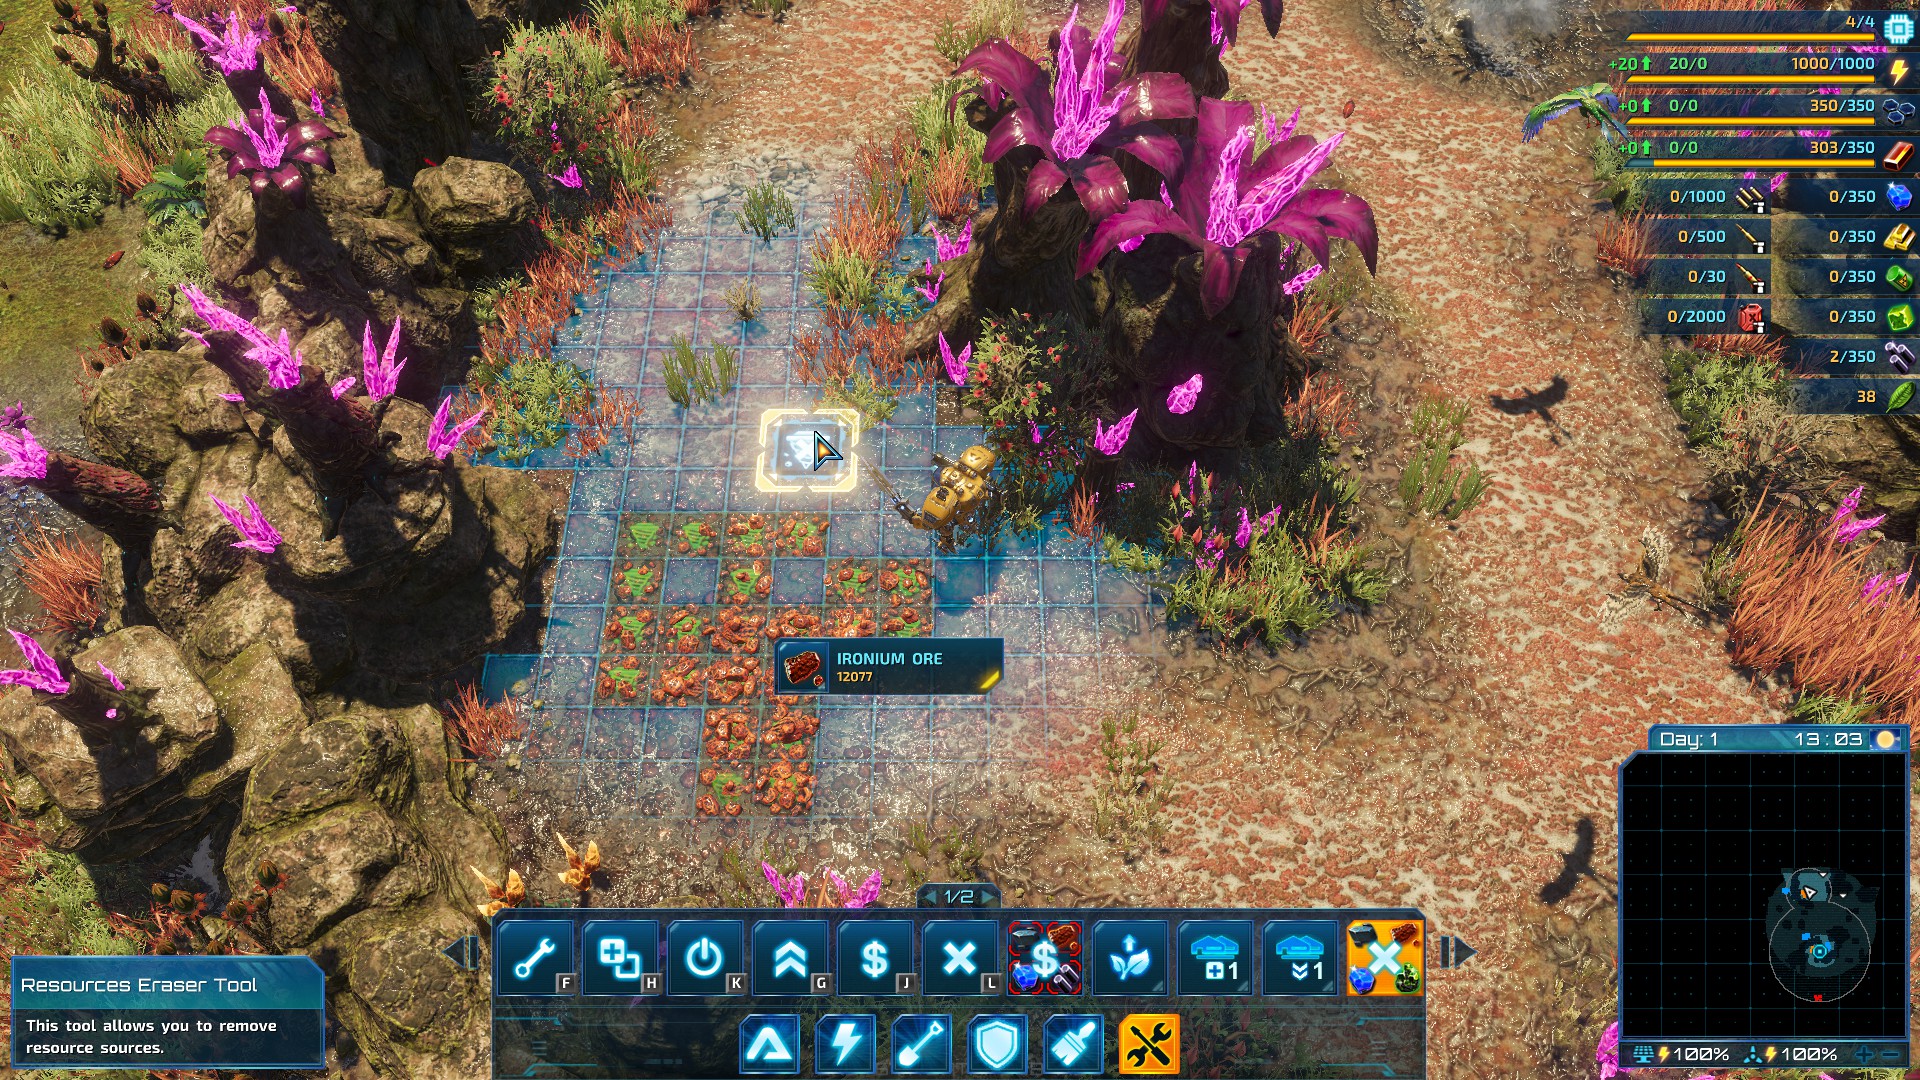 4/4
+20 20/0 1000/1000
+0 0/0 350/350
+0 0/0 303/350
0/1000 0/350
0/500 0/350
0/30 0/350
0/2000 0/350
2/350
38
IRONIUM ORE
12077
Day: 1 13:03
1/2
F H K G J L $ 1 1
$
Resources Eraser Tool
This tool allows you to remove
resource sources.
100% 100%